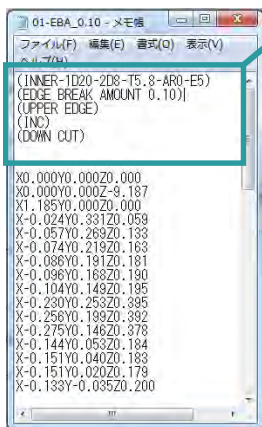 01-EBA_0.10 - メモ帳
ファイル(F) 編集(E) 書式(O) 表示(V)
ヘルプ(H)
(INNER-1D20-2D8-T5.8-AR0-E5)
(EDGE BREAK AMOUNT 0.10)
(UPPER EDGE)
(INC)
(DOWN CUT)
X0.000Y0.000Z0.000
X0.000Y0.000Z-9.187
X1.185Y0.000Z0.000
X-0.024Y0.331Z0.059
X-0.057Y0.269Z0.133
X-0.074Y0.219Z0.163
X-0.086Y0.191Z0.181
X-0.096Y0.168Z0.190
X-0.104Y0.149Z0.195
X-0.230Y0.253Z0.395
X-0.256Y0.199Z0.392
X-0.275Y0.146Z0.378
X-0.144Y0.053Z0.184
X-0.151Y0.040Z0.183
X-0.151Y0.020Z0.179
X-0.133Y-0.035Z0.200